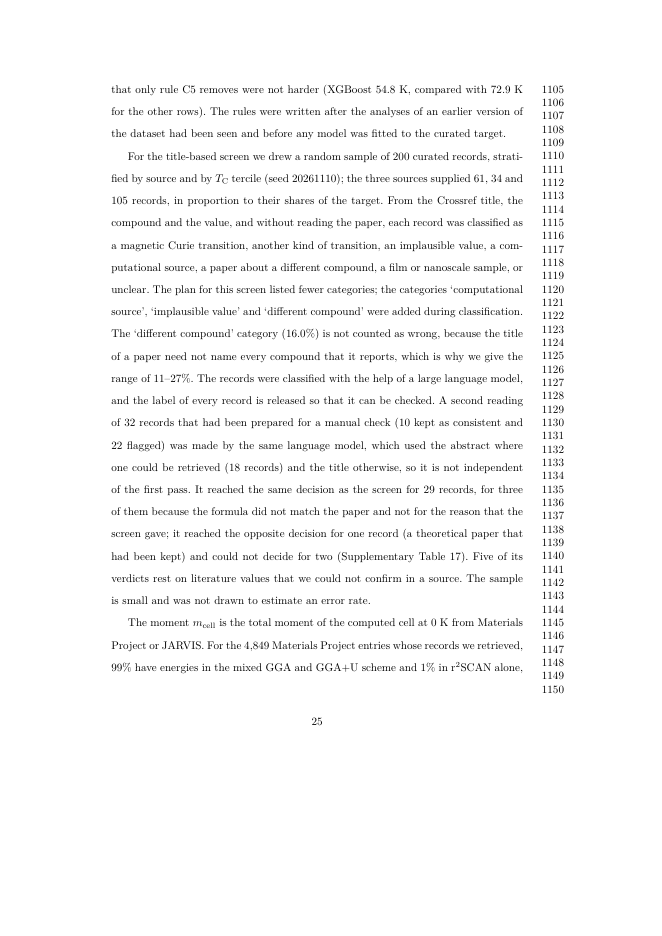 that only rule C5 removes were not harder (XGBoost 54.8 K, compared with 72.9 K 1105
1106
for the other rows). The rules were written after the analyses of an earlier version of 1107
the dataset had been seen and before any model was fitted to the curated target. 1108
1109
For the title-based screen we drew a random sample of 200 curated records, strati- 1110
1111
fied by source and by TC tercile (seed 20261110); the three sources supplied 61, 34 and 1112
105 records, in proportion to their shares of the target. From the Crossref title, the 1113
1114
compound and the value, and without reading the paper, each record was classified as 1115
1116
a magnetic Curie transition, another kind of transition, an implausible value, a com- 1117
putational source, a paper about a different compound, a film or nanoscale sample, or 1118
1119
unclear. The plan for this screen listed fewer categories; the categories ‘computational 1120
1121
source’, ‘implausible value’ and ‘different compound’ were added during classification. 1122
The ‘different compound’ category (16.0%) is not counted as wrong, because the title 1123
1124
of a paper need not name every compound that it reports, which is why we give the 1125
1126
range of 11–27%. The records were classified with the help of a large language model, 1127
and the label of every record is released so that it can be checked. A second reading 1128
1129
of 32 records that had been prepared for a manual check (10 kept as consistent and 1130
1131
22 flagged) was made by the same language model, which used the abstract where 1132
one could be retrieved (18 records) and the title otherwise, so it is not independent 1133
1134
of the first pass. It reached the same decision as the screen for 29 records, for three 1135
1136
of them because the formula did not match the paper and not for the reason that the 1137
screen gave; it reached the opposite decision for one record (a theoretical paper that 1138
1139
had been kept) and could not decide for two (Supplementary Table 17). Five of its 1140
1141
verdicts rest on literature values that we could not confirm in a source. The sample 1142
is small and was not drawn to estimate an error rate. 1143
1144
The moment mcell is the total moment of the computed cell at 0 K from Materials 1145
1146
Project or JARVIS. For the 4,849 Materials Project entries whose records we retrieved, 1147
99% have energies in the mixed GGA and GGA+U scheme and 1% in r²SCAN alone, 1148
1149
1150
25